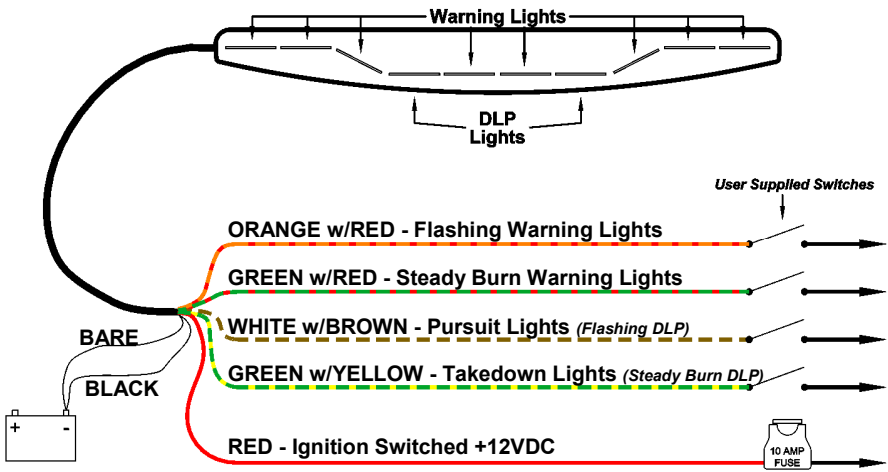 Warning Lights
DLP
Lights
User Supplied Switches
ORANGE w/RED - Flashing Warning Lights
GREEN w/RED - Steady Burn Warning Lights
WHITE w/BROWN - Pursuit Lights (Flashing DLP)
BARE
GREEN w/YELLOW - Takedown Lights (Steady Burn DLP)
BLACK
+ -
RED - Ignition Switched +12VDC
10 AMP
FUSE